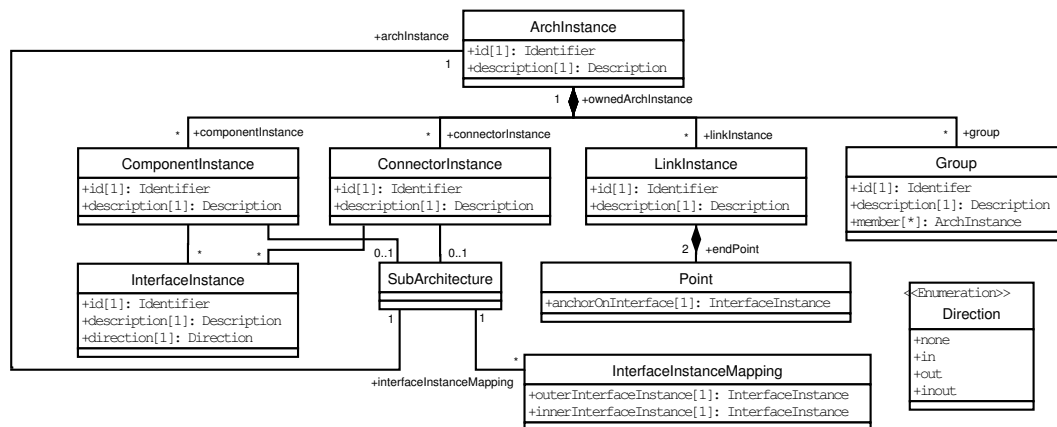 ArchInstance
+archInstance
+id[1]: Identifier
1
+description[1]: Description
1
+ownedArchInstance
*
+componentInstance
*
+connectorInstance
*
+linkInstance
*
+group
ComponentInstance
ConnectorInstance
LinkInstance
Group
+id[1]: Identifier
+description[1]: Description
+id[1]: Identifier
+description[1]: Description
+id[1]: Identifier
+description[1]: Description
+id[1]: Identifer
+description[1]: Description
+member[*]: ArchInstance
*
*
0..1
0..1
2
+endPoint
InterfaceInstance
+id[1]: Identifier
+description[1]: Description
+direction[1]: Direction
SubArchitecture
1
1
Point
+anchorOnInterface[1]: InterfaceInstance
<<Enumeration>>
Direction
+none
+in
+out
+inout
*
+interfaceInstanceMapping
InterfaceInstanceMapping
+outerInterfaceInstance[1]: InterfaceInstance
+innerInterfaceInstance[1]: InterfaceInstance